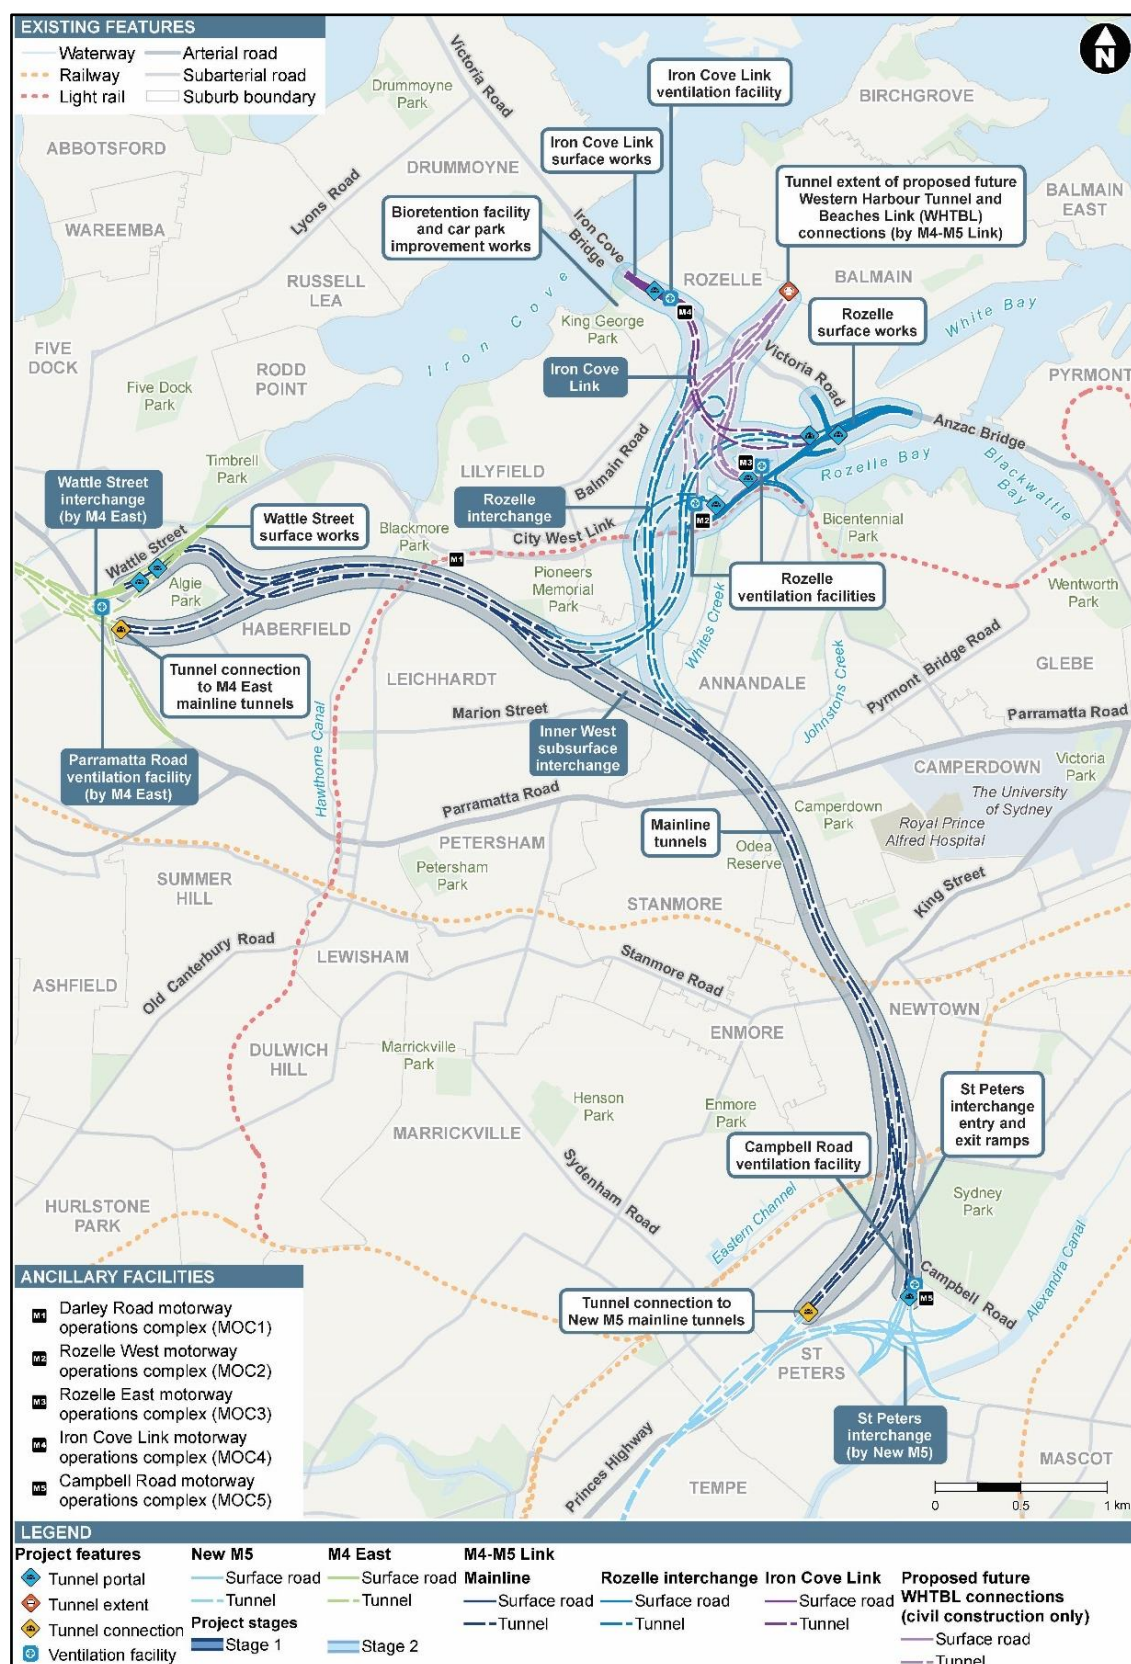 EXISTING FEATURES
Waterway
Arterial road
Railway
Subarterial road
Light rail
Suburb boundary
N
Victoria Road
Drummoyne
Park
Iron Cove Link
ventilation facility
BIRCHGROVE
ABBOTSFORD
DRUMMOYNE
Iron Cove Link
surface works
Tunnel extent of proposed future
Western Harbour Tunnel and
Beaches Link (WHTBL)
connections (by M4-M5 Link)
BALMAIN
EAST
Lyons Road
WAREEMBA
Bioretention facility
and car park
improvement works
Iron Cove
Bridge
RUSSELL
LEA
ROZELLE
BALMAIN
White Bay
Iron Cove
King George
Park
M4
Rozelle
surface works
FIVE
DOCK
RODD
POINT
Five Dock
Park
Iron Cove
Link
Victoria Road
PYRMONT
Anzac Bridge
Balmain Road
Timbrell
Park
LILYFIELD
M3
Rozelle Bay
Blackwattle
Bay
Wattle Street
interchange
(by M4 East)
Rozelle
interchange
Wattle Street
surface works
Blackmore
Park
City West Link
M2
Bicentennial
Park
Wattle Street
M1
Algie
Park
Pioneers
Memorial
Park
Rozelle
ventilation facilities
Wentworth
Park
HABERFIELD
Whites Creek
Johnstons Creek
Pyrmont Bridge Road
GLEBE
Tunnel connection
to M4 East
mainline tunnels
LEICHHARDT
ANNANDALE
Marion Street
Parramatta Road
Hawthorne Canal
Inner West
subsurface
interchange
Parramatta Road
ventilation facility
(by M4 East)
CAMPERDOWN
Victoria
Park
The University
of Sydney
Parramatta Road
Camperdown
Park
Royal Prince
Alfred Hospital
Mainline
tunnels
PETERSHAM
Odea
Reserve
Petersham
Park
SUMMER
HILL
King Street
STANMORE
Old Canterbury Road
LEWISHAM
Stanmore Road
ASHFIELD
NEWTOWN
ENMORE
DULWICH
HILL
Marrickville
Park
Henson
Park
Enmore
Park
St Peters
interchange
entry and
exit ramps
MARRICKVILLE
Campbell Road
ventilation facility
Sydenham Road
HURLSTONE
PARK
Sydney
Park
Eastern Channel
Alexandra Canal
Campbell Road
M5
Tunnel connection to
New M5 mainline tunnels
ST
PETERS
St Peters
interchange
(by New M5)
Princes Highway
MASCOT
TEMPE
0 0.5 1 km
ANCILLARY FACILITIES
M1 Darley Road motorway
operations complex (MOC1)
M2 Rozelle West motorway
operations complex (MOC2)
M3 Rozelle East motorway
operations complex (MOC3)
M4 Iron Cove Link motorway
operations complex (MOC4)
M5 Campbell Road motorway
operations complex (MOC5)
LEGEND
Project features
Tunnel portal
Tunnel extent
Tunnel connection
Ventilation facility
New M5
Surface road
Tunnel
Project stages
Stage 1
Stage 2
M4 East
Surface road
Tunnel
M4-M5 Link
Mainline
Surface road
Tunnel
Rozelle interchange
Surface road
Tunnel
Iron Cove Link
Surface road
Tunnel
Proposed future
WHTBL connections
(civil construction only)
Surface road
Tunnel